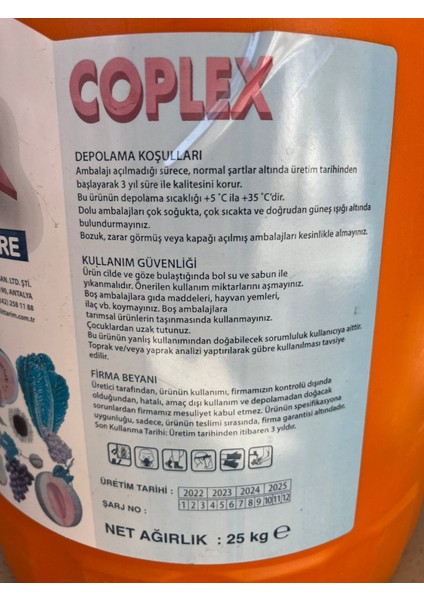 COPLEX
DEPOLAMA KOŞULLARI
Ambalajı açılmadığı sürece, normal şartlar altında üretim tarihinden
başlayarak 3 yıl süre ile kalitesini korur.
Bu ürünün depolama sıcaklığı +5 °C ila +35 °C'dir.
Dolu ambalajları çok soğukta, çok sıcakta ve doğrudan güneş ışığı altında
bulundurmayınız.
Bozuk, zarar görmüş veya kapağı açılmış ambalajları kesinlikle almayınız.
KULLANIM GÜVENLİĞİ
Ürün cilde ve göze bulaştığında bol su ve sabun ile
yıkanmalıdır. Önerilen kullanım miktarlarını aşmayınız.
Boş ambalajlara gıda maddeleri, hayvan yemleri,
ilaç vb. koymayınız. Boş ambalajlara
tarımsal ürünlerin taşınmasında kullanmayınız.
Çocuklardan uzak tutunuz.
Bu ürünün yanlış kullanımından doğabilecek sorumluluk kullanıcıya aittir.
Toprak ve/veya yaprak analizi yaptırılarak gübre kullanılması tavsiye
edilir.
FİRMA BEYANI
Üretici tarafından, ürünün kullanımı, firmamızın kontrolü dışında
olduğundan, hatalı, amaç dışı kullanım ve depolamadan doğacak
sorunlardan firmamız mesuliyet kabul etmez. Ürünün spesifikasyona
uygunluğu, sadece, ürünün teslimi sırasında, firma garantisi altındadır.
Son Kullanma Tarihi: Üretim tarihinden itibaren 3 yıldır.
ÜRETİM TARİHİ : 2022 2023 2024 2025
1 2 3 4 5 6 7 8 9 10 11 12
ŞARJ NO :
NET AĞIRLIK : 25 kg e
RE
AN. LTD. ŞTİ.
90, ANTALYA
(42) 258 11 88